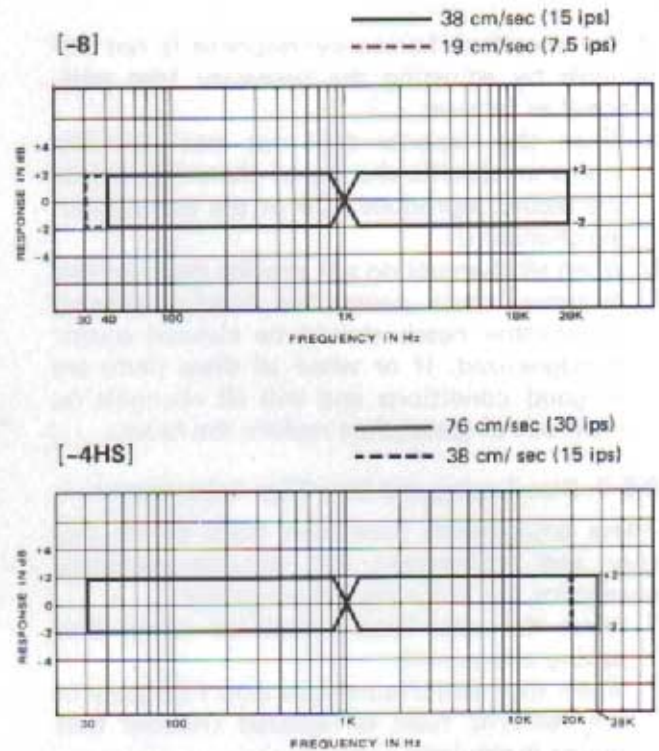 38 cm/sec (15 ips)
[-8]
19 cm/sec (7.5 ips)
RESPONSE IN dB
+4
+2
0
-2
-4
+2
-2
30 40 100 1K 10K 20K
FREQUENCY IN Hz
76 cm/sec (30 ips)
[-4HS]
38 cm/ sec (15 ips)
RESPONSE IN dB
+4
+2
0
-2
-4
+2
-2
30 100 1K 10K 20K 28K
FREQUENCY IN Hz